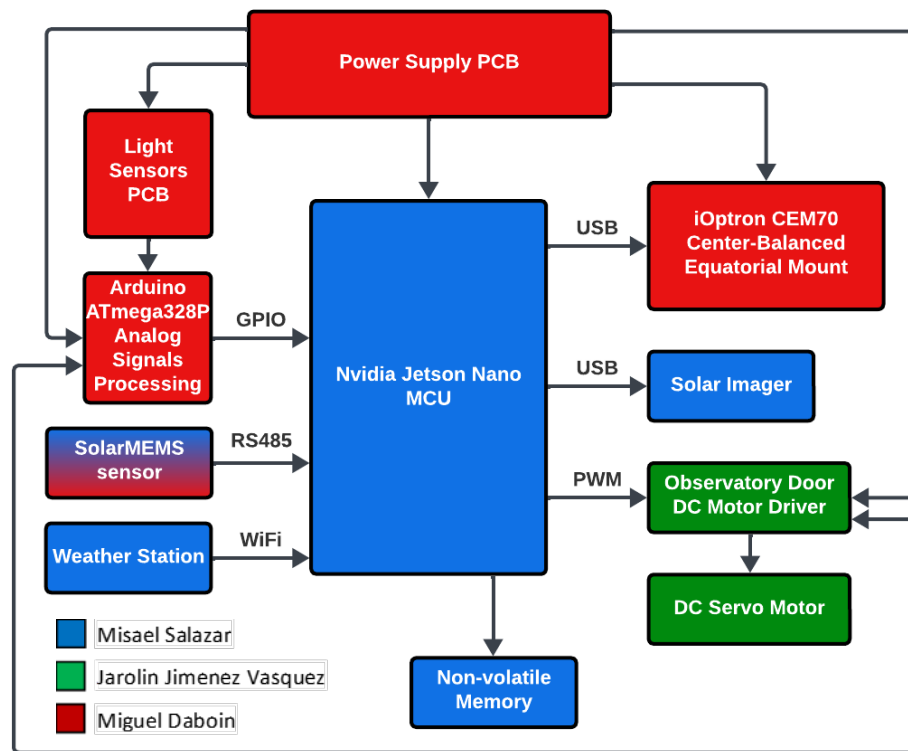 Power Supply PCB
Light
Sensors
PCB
iOptron CEM70
Center-Balanced
Equatorial Mount
USB
Arduino
ATmega328P
Analog
Signals
Processing
GPIO
Nvidia Jetson Nano
MCU
USB
Solar Imager
SolarMEMS
sensor
RS485
PWM
Observatory Door
DC Motor Driver
Weather Station
WiFi
DC Servo Motor
Misael Salazar
Jarolin Jimenez Vasquez
Miguel Daboin
Non-volatile
Memory